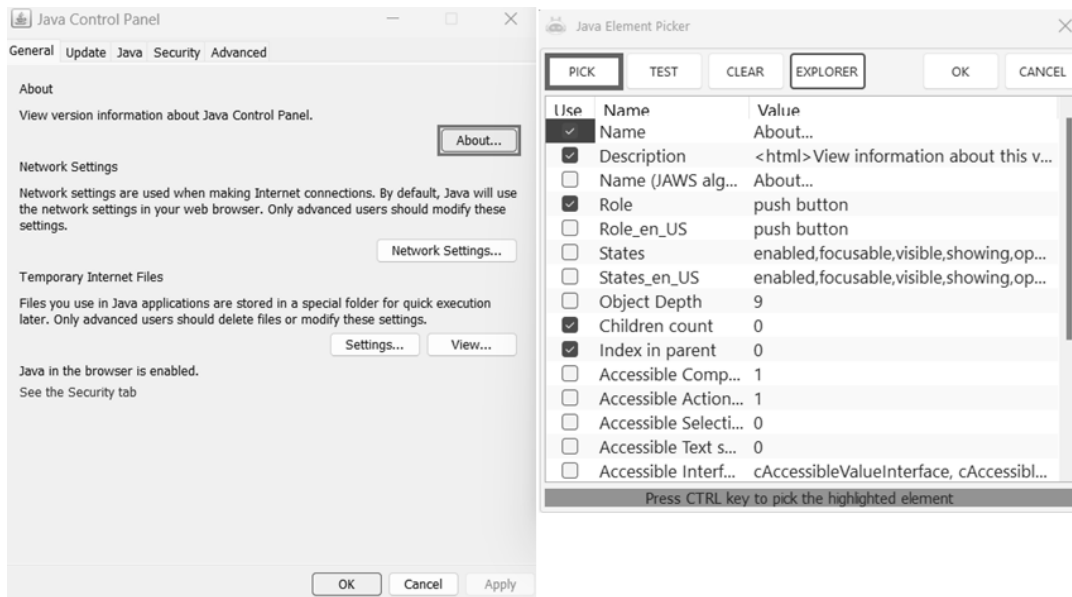 Java Control Panel
General Update Java Security Advanced
About
View version information about Java Control Panel.
About...
Network Settings
Network settings are used when making Internet connections. By default, Java will use
the network settings in your web browser. Only advanced users should modify these
settings.
Network Settings...
Temporary Internet Files
Files you use in Java applications are stored in a special folder for quick execution
later. Only advanced users should delete files or modify these settings.
Settings... View...
Java in the browser is enabled.
See the Security tab
OK Cancel Apply
Java Element Picker
PICK TEST CLEAR EXPLORER OK CANCEL
Use Name Value
Name About...
Description <html>View information about this v...
Name (JAWS alg... About...
Role push button
Role_en_US push button
States enabled,focusable,visible,showing,op...
States_en_US enabled,focusable,visible,showing,op...
Object Depth 9
Children count 0
Index in parent 0
Accessible Comp... 1
Accessible Action... 1
Accessible Selecti... 0
Accessible Text s... 0
Accessible Interf... cAccessibleValueInterface, cAccessibl...
Press CTRL key to pick the highlighted element